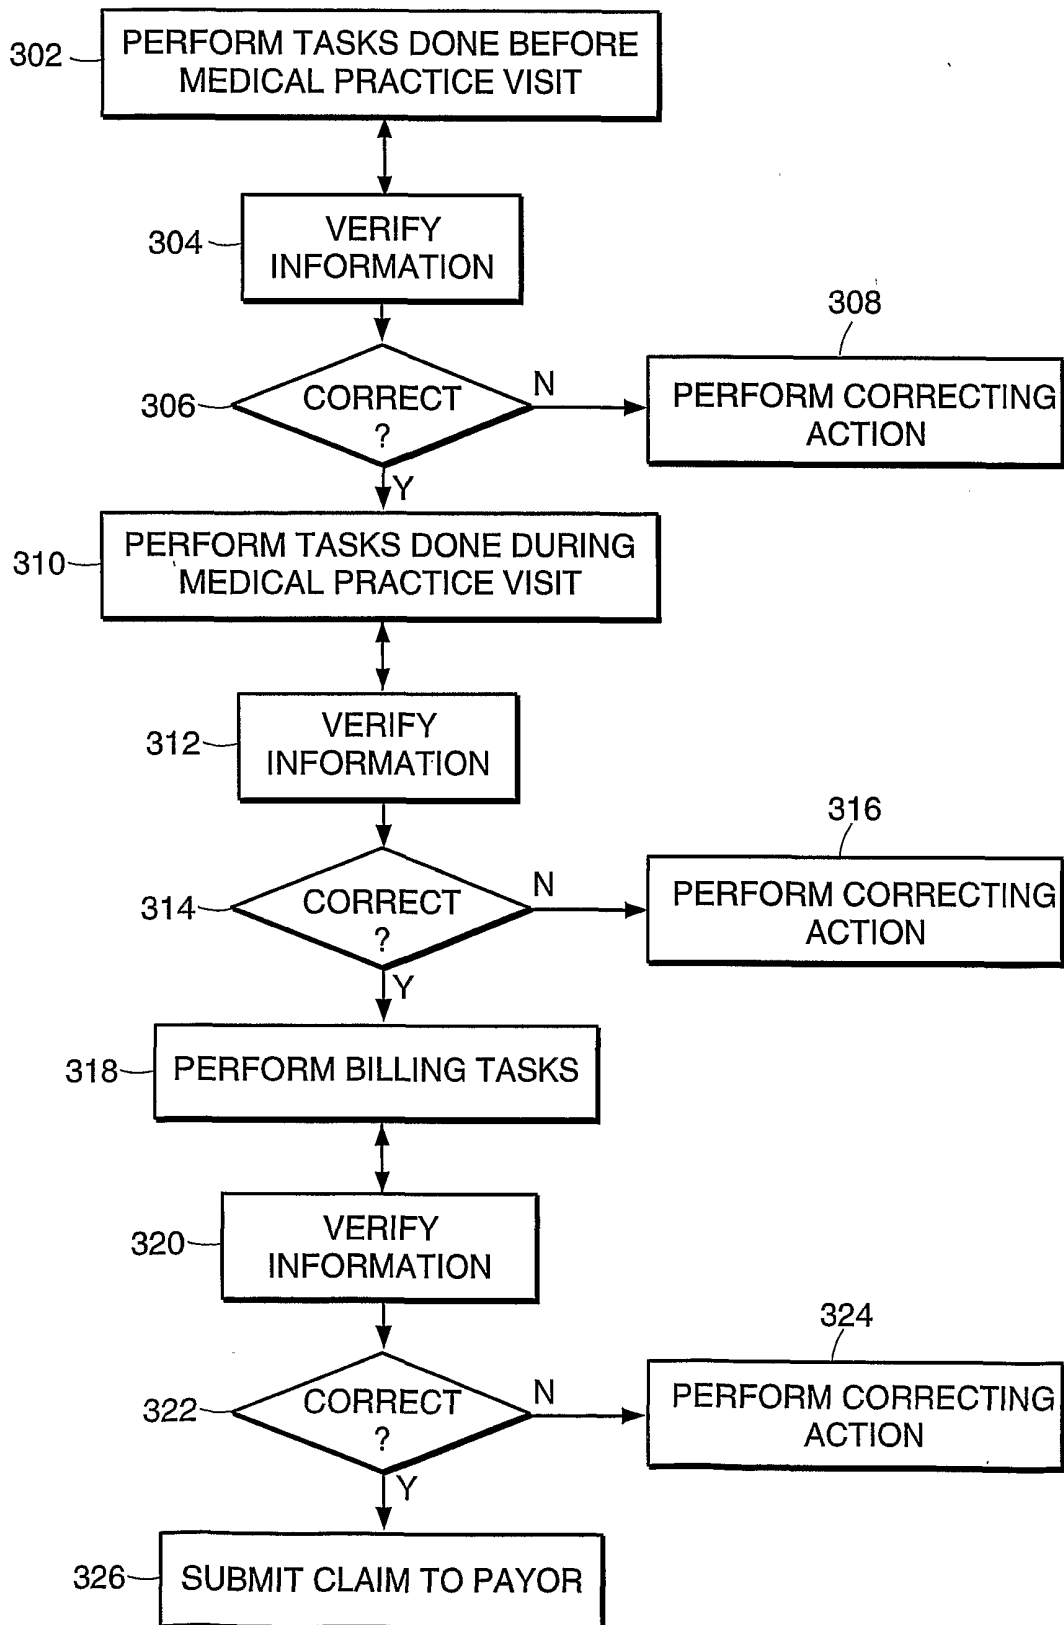 302
PERFORM TASKS DONE BEFORE
MEDICAL PRACTICE VISIT
304
VERIFY
INFORMATION
306
CORRECT
?
N
Y
308
PERFORM CORRECTING
ACTION
310
PERFORM TASKS DONE DURING
MEDICAL PRACTICE VISIT
312
VERIFY
INFORMATION
314
CORRECT
?
N
Y
316
PERFORM CORRECTING
ACTION
318
PERFORM BILLING TASKS
320
VERIFY
INFORMATION
322
CORRECT
?
N
Y
324
PERFORM CORRECTING
ACTION
326
SUBMIT CLAIM TO PAYOR